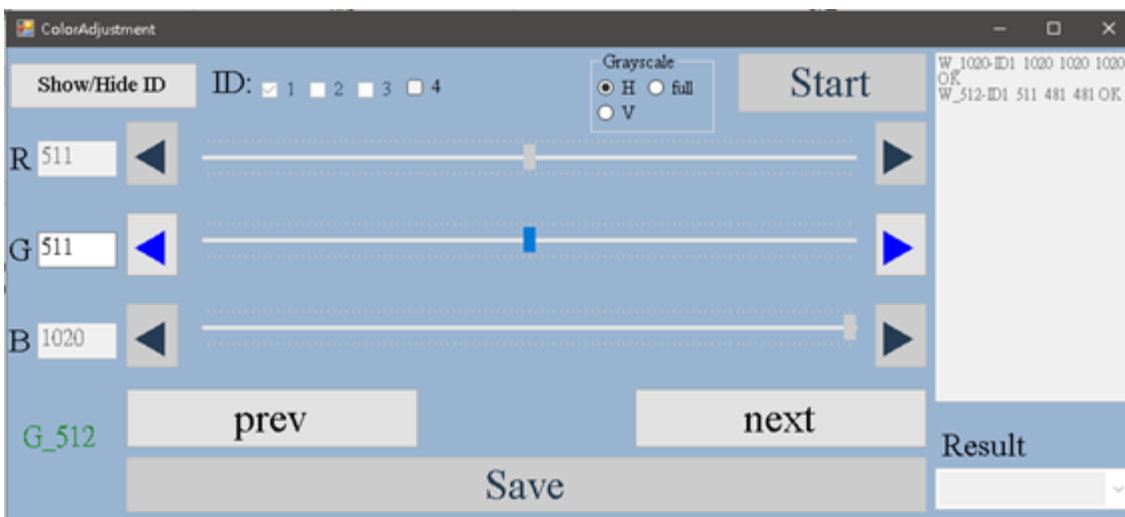 ColorAdjustment
Show/Hide ID
ID: 1 2 3 4
Grayscale
H full
V
Start
W_1020-ID1 1020 1020 1020
OK
W_512-ID1 511 481 481 OK
R 511
G 511
B 1020
G_512
prev
next
Save
Result